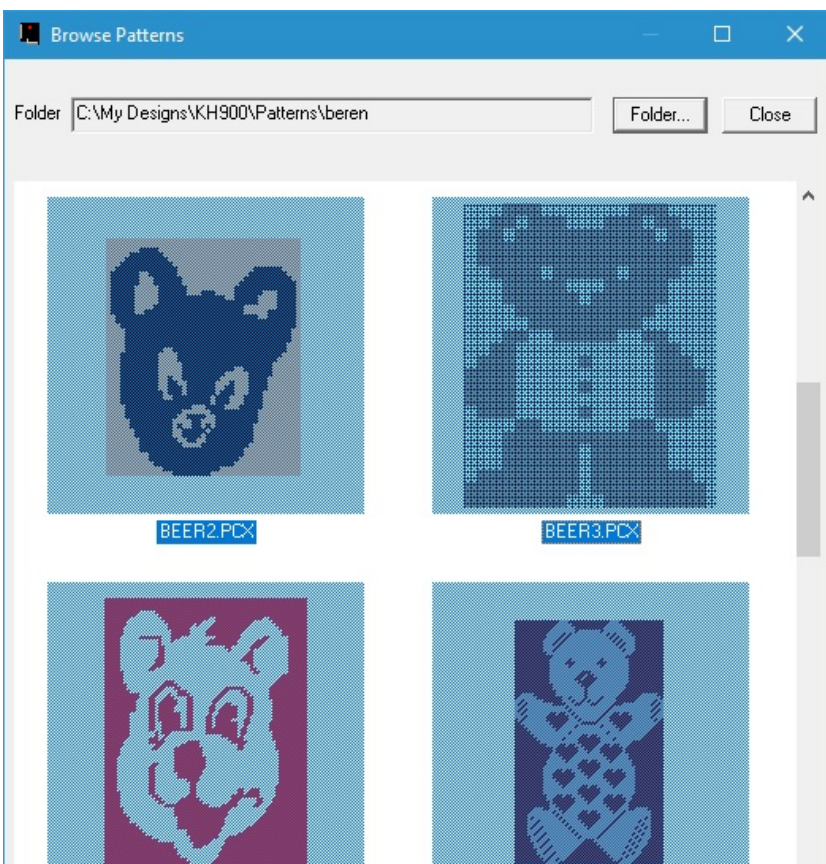 Browse Patterns
Folder C:\My Designs\KH900\Patterns\beren Folder... Close
BEER2.PCX BEER3.PCX